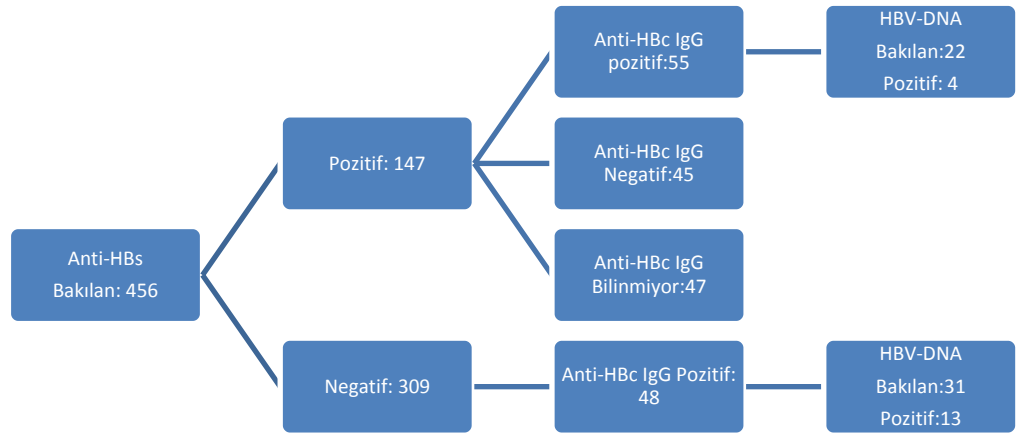 Anti-HBs
Bakılan: 456
Pozitif: 147
Anti-HBc IgG
pozitif:55
HBV-DNA
Bakılan:22
Pozitif: 4
Anti-HBc IgG
Negatif:45
Anti-HBc IgG
Bilinmiyor:47
Negatif: 309
Anti-HBc IgG Pozitif:
48
HBV-DNA
Bakılan:31
Pozitif:13